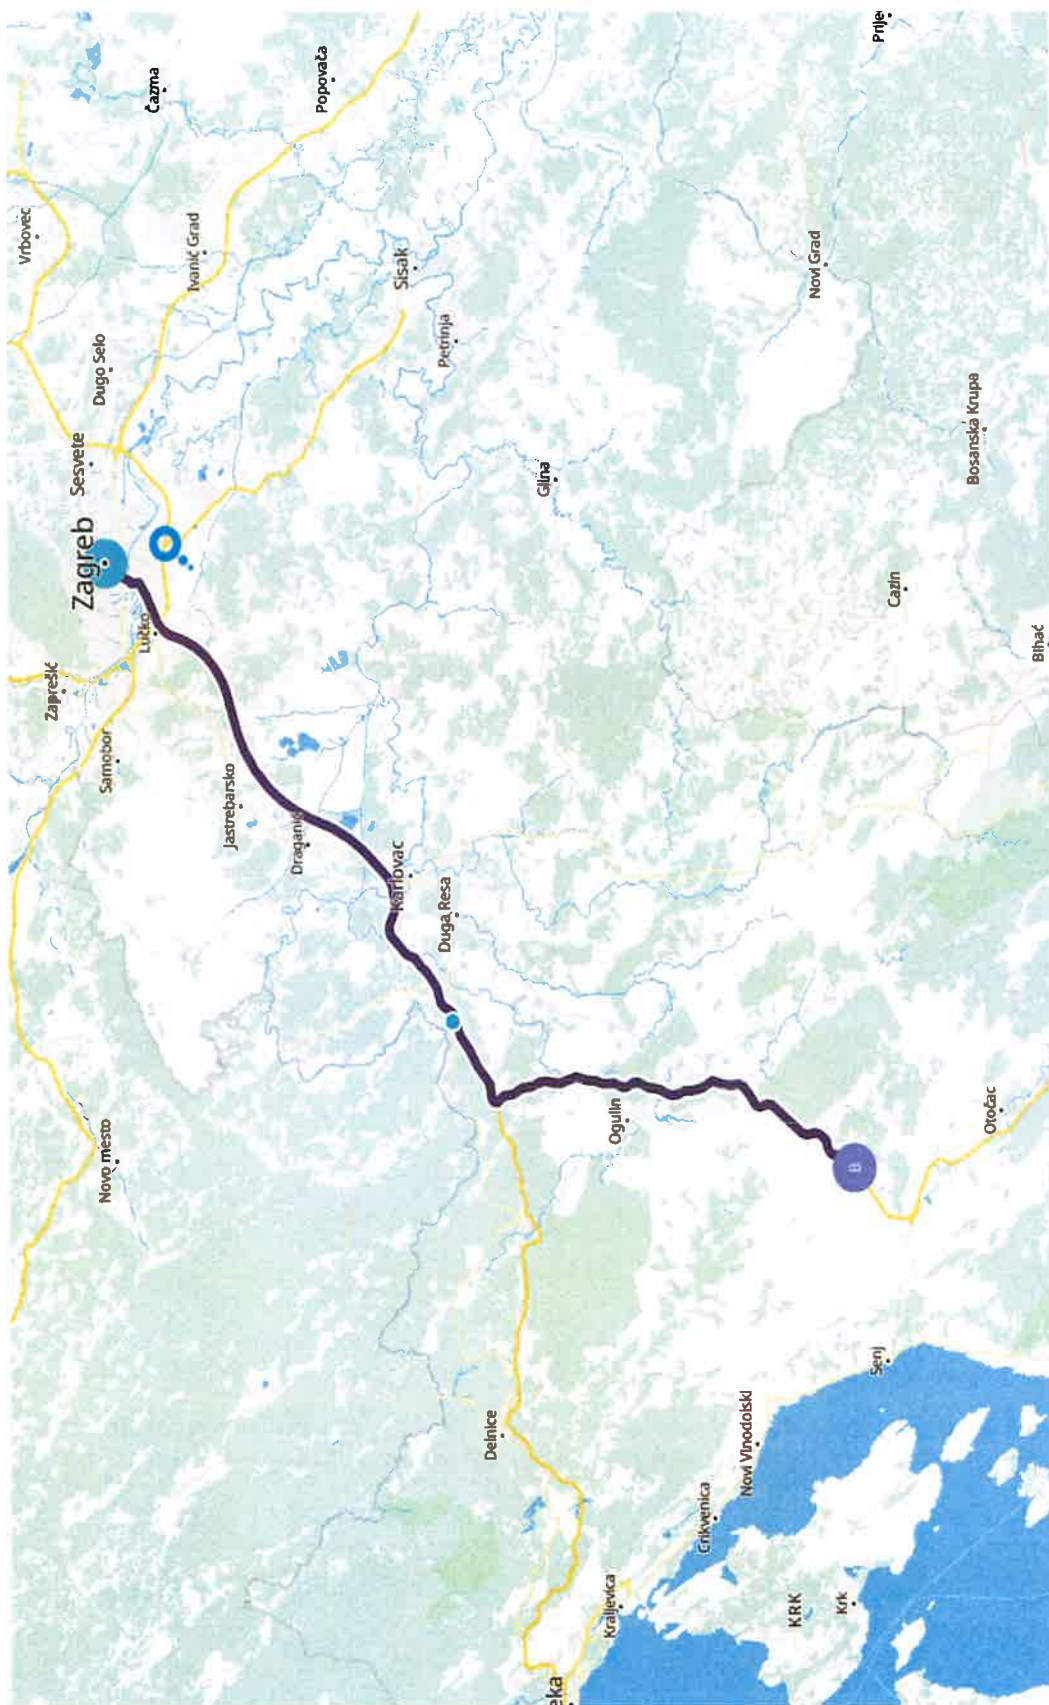 Vrbovec
Zaprešić
Sesvete
Zagreb
Dugo Selo
Novo mesto
Samobor
Lučko
Čazma
Ivanić Grad
Jastrebarsko
Draganić
Popovača
Karlovac
Sisak
Duga Resa
Petrinja
Delnice
Glina
eka
Kraljevica
Ogulin
Crikvenica
Novi Vinodolski
KRK
Novi Grad
Krk
B
Senj
Prije
Cazin
Bosanska Krupa
Otočac
Bihać